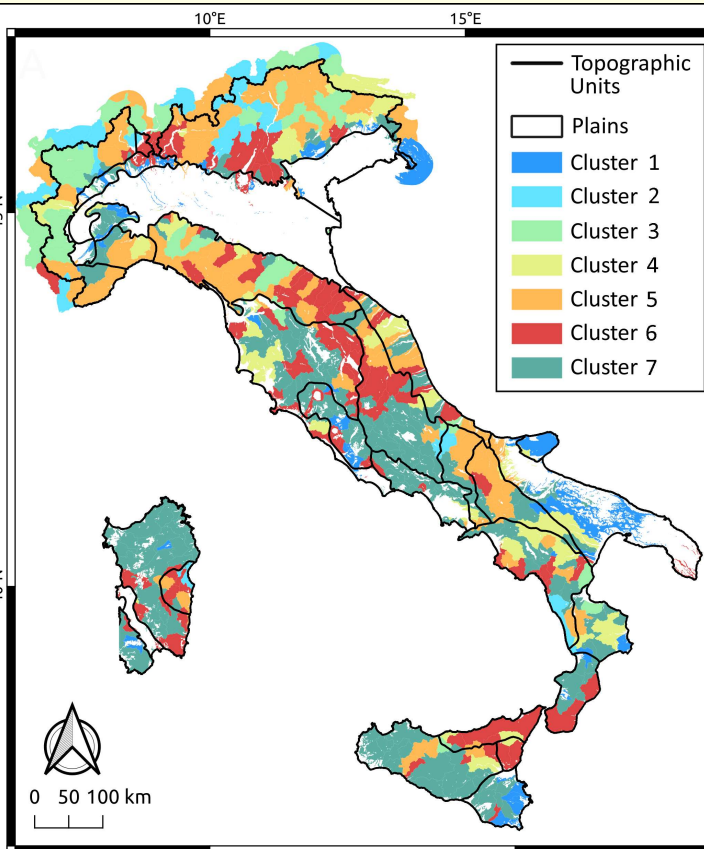 10°E 15°E
A
Topographic
Units
Plains
Cluster 1
Cluster 2
Cluster 3
Cluster 4
Cluster 5
Cluster 6
Cluster 7
0 50 100 km